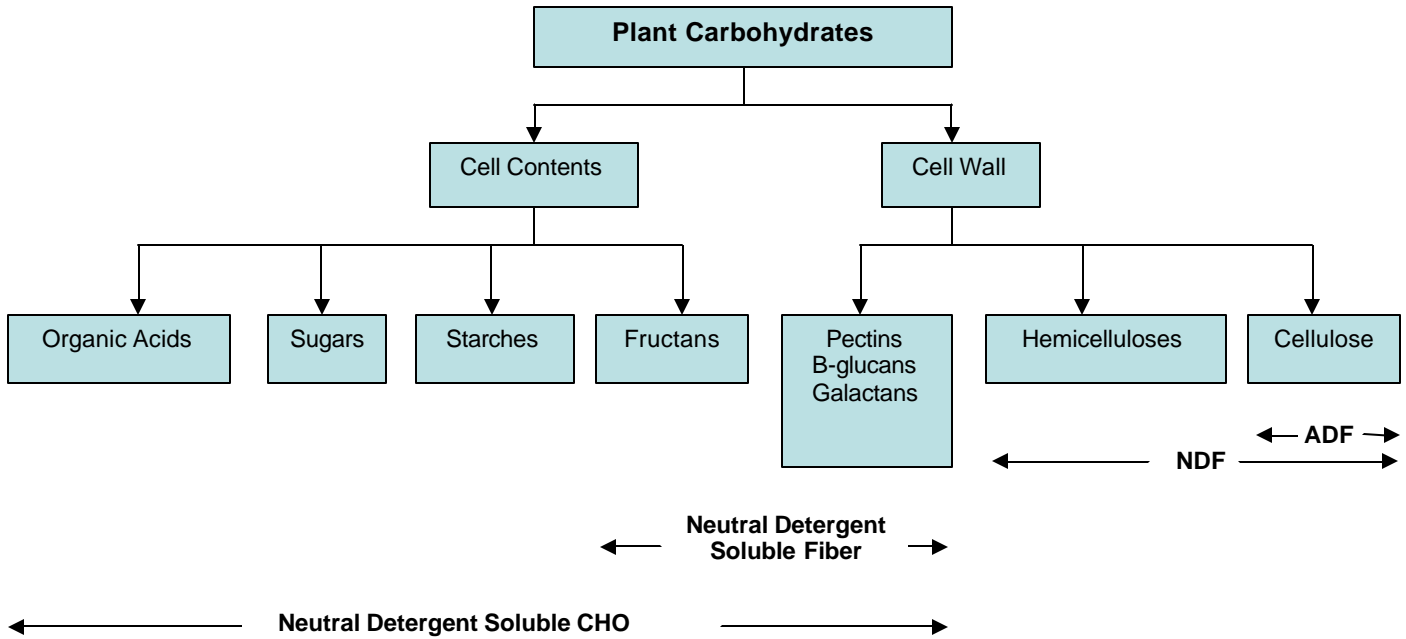 Plant Carbohydrates
Cell Contents
Cell Wall
Organic Acids
Sugars
Starches
Fructans
Pectins
B-glucans
Galactans
Hemicelluloses
Cellulose
ADF
NDF
Neutral Detergent
Soluble Fiber
Neutral Detergent Soluble CHO